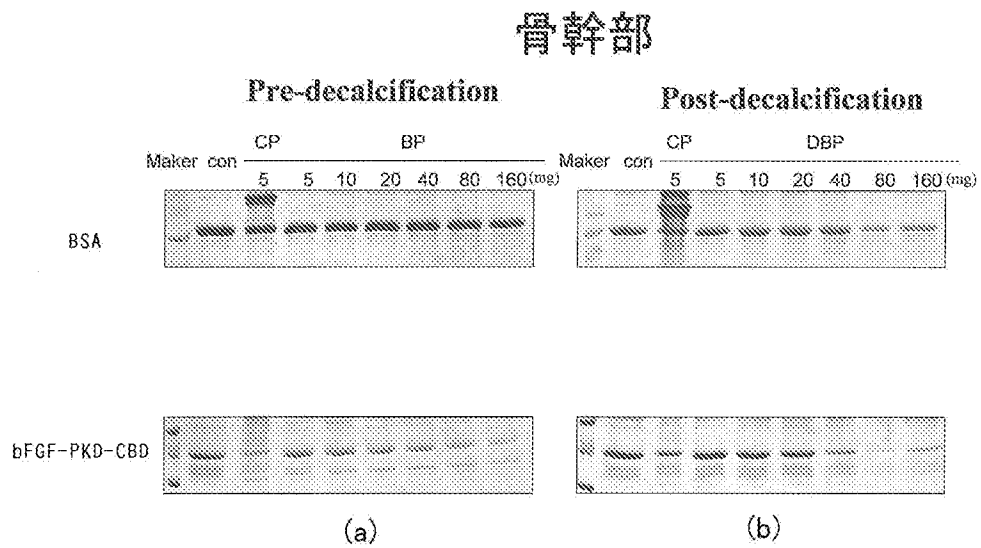 骨幹部
Pre-decalcification
Post-decalcification
CP BP
CP DBP
Maker con
Maker con
5 5 10 20 40 80 160(mg)
5 5 10 20 40 80 160(mg)
BSA
bFGF-PKD-CBD
(a)
(b)